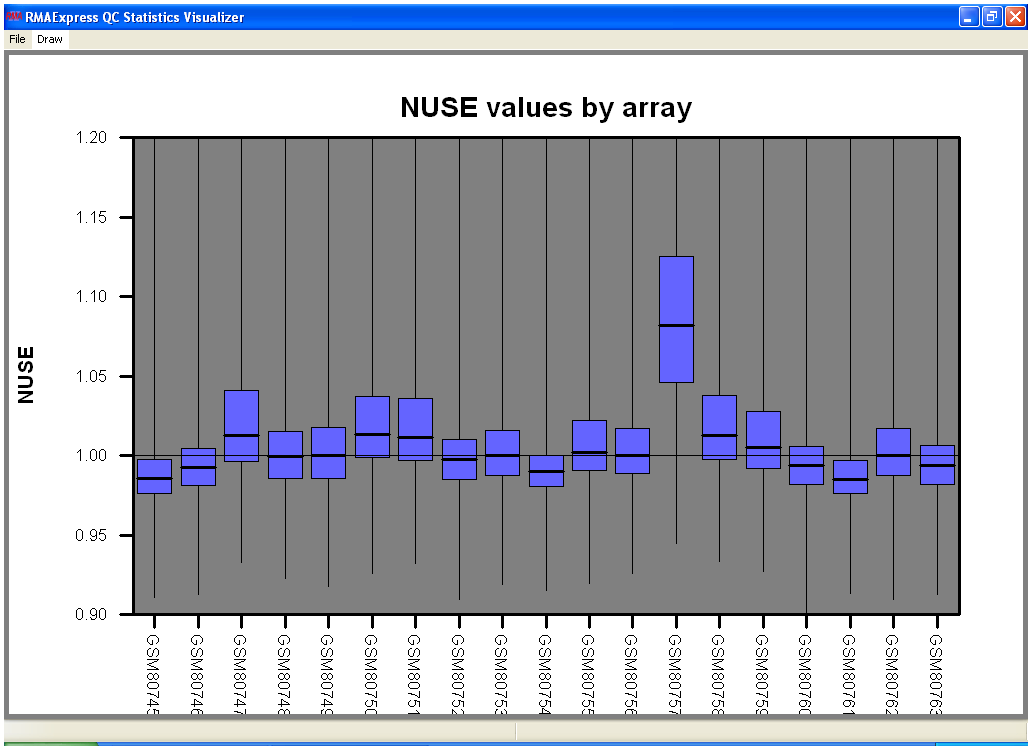 RMAExpress QC Statistics Visualizer
File Draw
NUSE values by array
NUSE
1.20
1.15
1.10
1.05
1.00
0.95
0.90
GSM80745
GSM80746
GSM80747
GSM80748
GSM80749
GSM80750
GSM80751
GSM80752
GSM80753
GSM80754
GSM80755
GSM80756
GSM80757
GSM80758
GSM80759
GSM80760
GSM80761
GSM80762
GSM80763